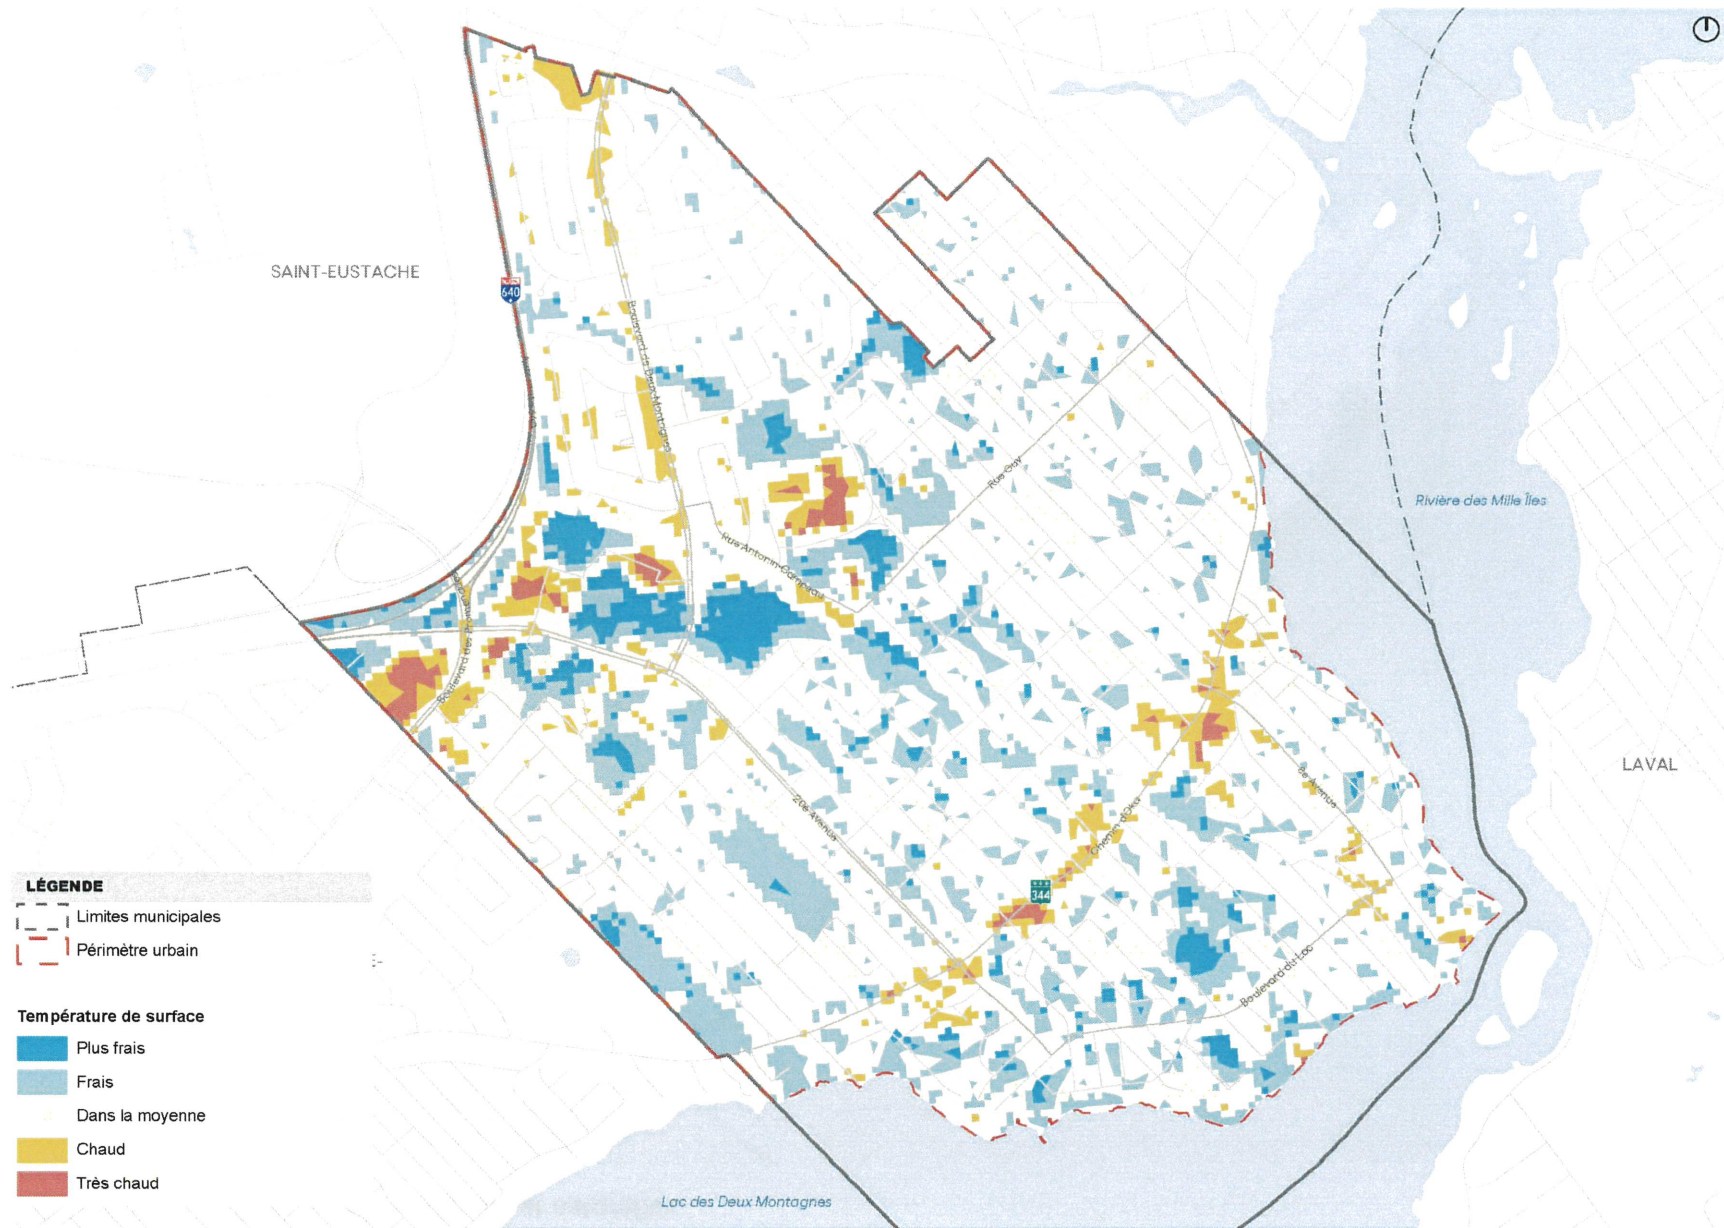 SAINT-EUSTACHE
640
Boulevard de Deux-Montagnes
Rue Guy
Rivière des Mille Îles
Rue Antonin-Campeau
LAVAL
8e Avenue
20e Avenue
Chemin d'Oka
344
Boulevard du Lac
Lac des Deux Montagnes
LÉGENDE
Limites municipales
Périmètre urbain
Température de surface
Plus frais
Frais
Dans la moyenne
Chaud
Très chaud